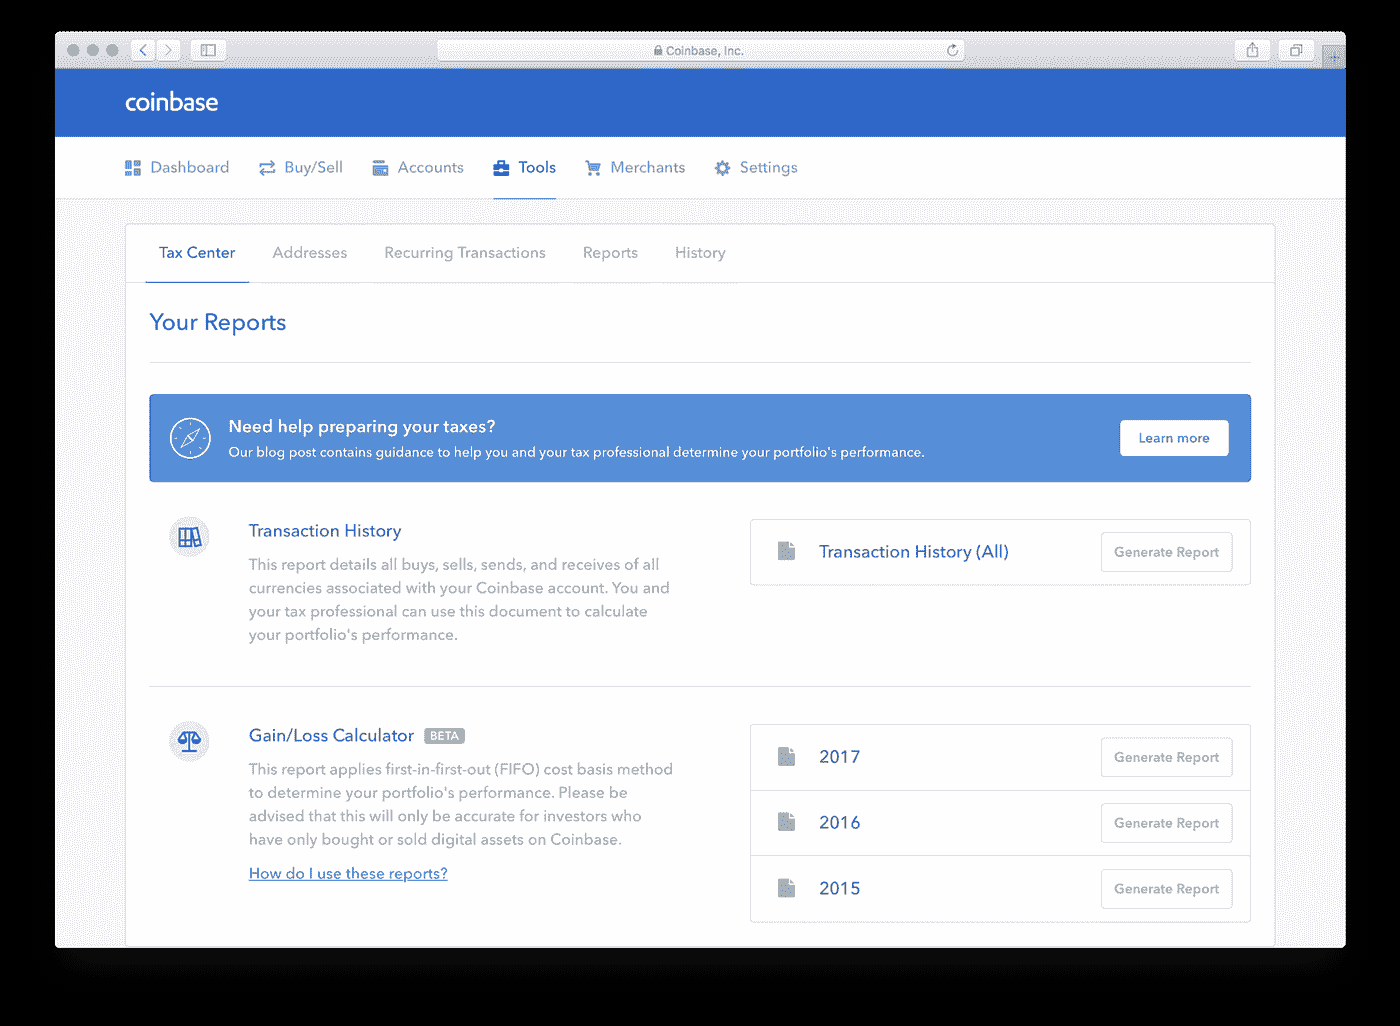 Coinbase, Inc.
coinbase
Dashboard Buy/Sell Accounts Tools Merchants Settings
Tax Center Addresses Recurring Transactions Reports History
Your Reports
Need help preparing your taxes?
Our blog post contains guidance to help you and your tax professional determine your portfolio's performance.
Learn more
Transaction History
This report details all buys, sells, sends, and receives of all
currencies associated with your Coinbase account. You and
your tax professional can use this document to calculate
your portfolio's performance.
Transaction History (All) Generate Report
Gain/Loss Calculator BETA
This report applies first-in-first-out (FIFO) cost basis method
to determine your portfolio's performance. Please be
advised that this will only be accurate for investors who
have only bought or sold digital assets on Coinbase.
How do I use these reports?
2017 Generate Report
2016 Generate Report
2015 Generate Report